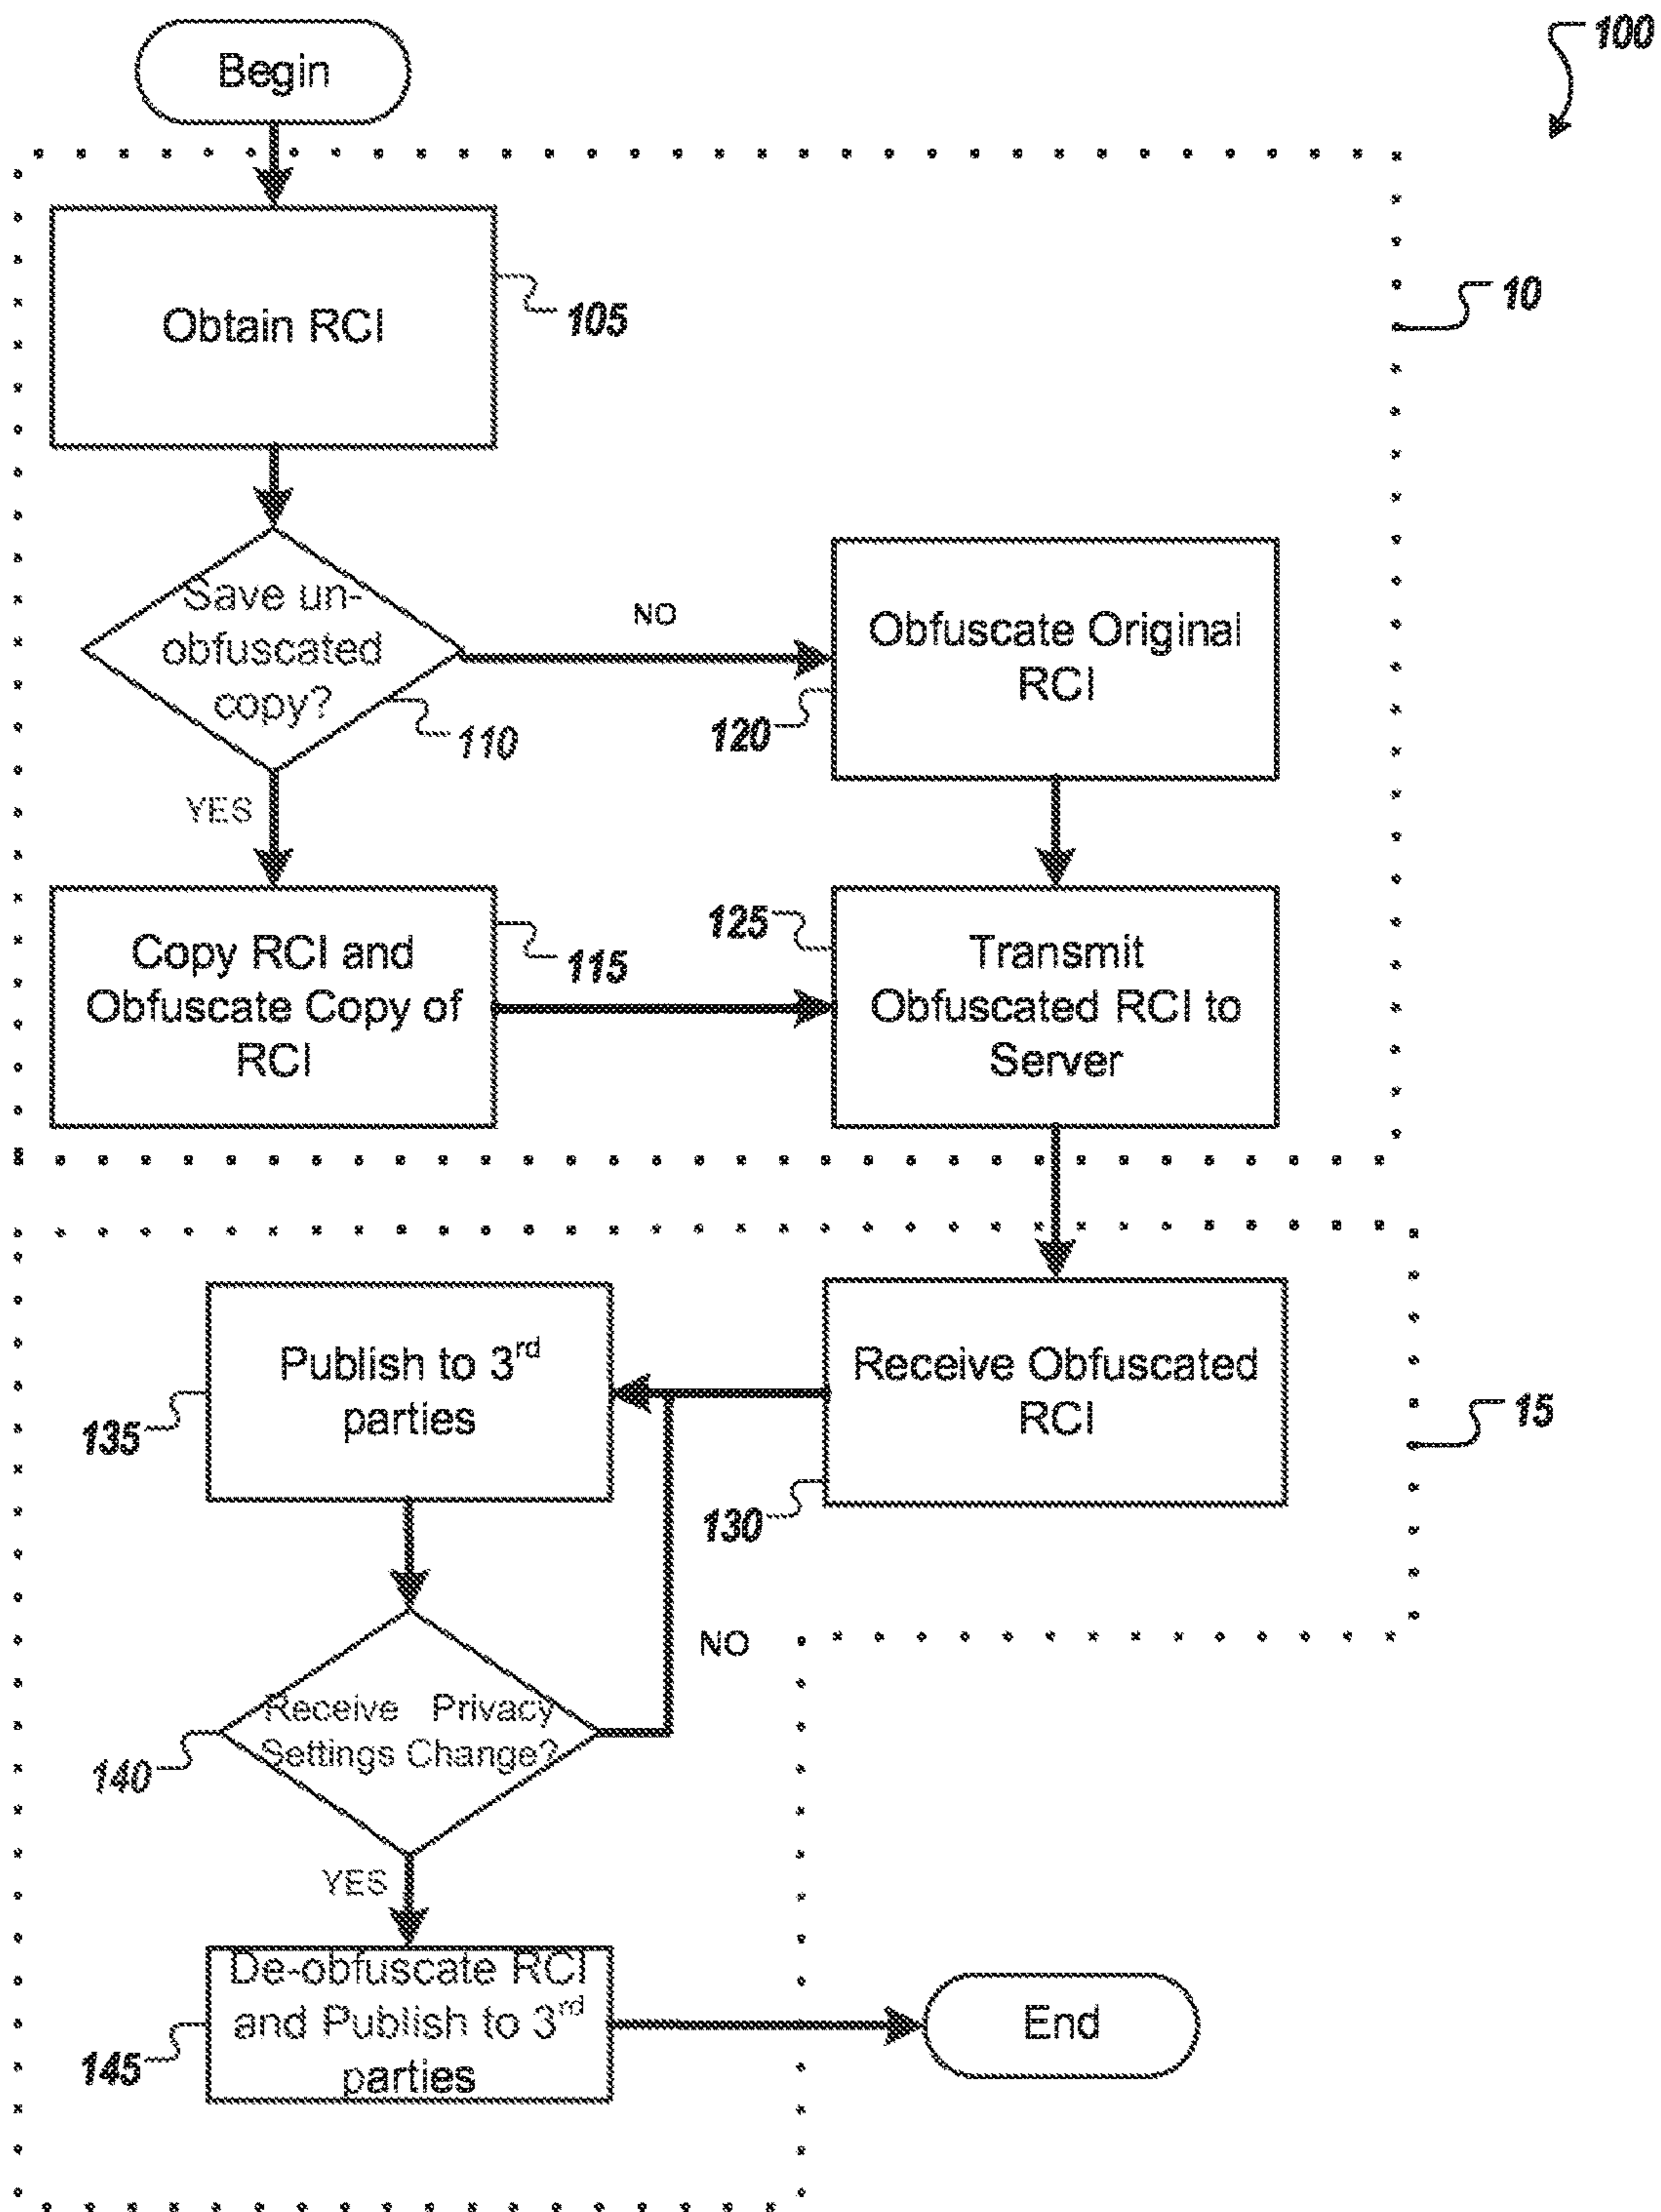 100
Begin
Obtain RCI
105
10
Save un-
obfuscated
copy?
110
NO
Obfuscate Original
RCI
120
YES
Copy RCI and
Obfuscate Copy of
RCI
115
125
Transmit
Obfuscated RCI to
Server
Publish to 3rd
parties
135
Receive Obfuscated
RCI
130
15
NO
Receive Privacy
Settings Change?
140
YES
De-obfuscate RCI
and Publish to 3rd
parties
145
End